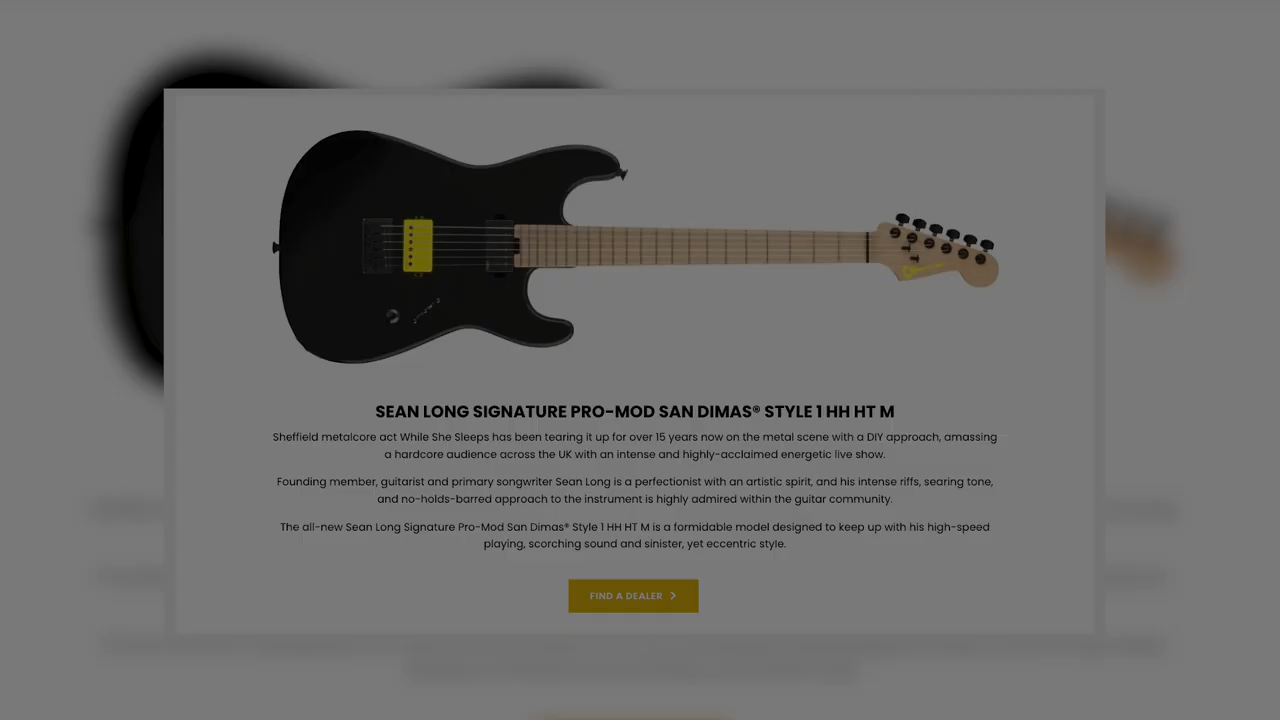 SEAN LONG SIGNATURE PRO-MOD SAN DIMAS® STYLE 1 HH HT M
Sheffield metalcore act While She Sleeps has been tearing it up for over 15 years now on the metal scene with a DIY approach, amassing
a hardcore audience across the UK with an intense and highly-acclaimed energetic live show.
Founding member, guitarist and primary songwriter Sean Long is a perfectionist with an artistic spirit, and his intense riffs, searing tone,
and no-holds-barred approach to the instrument is highly admired within the guitar community.
The all-new Sean Long Signature Pro-Mod San Dimas® Style 1 HH HT M is a formidable model designed to keep up with his high-speed
playing, scorching sound and sinister, yet eccentric style.
FIND A DEALER